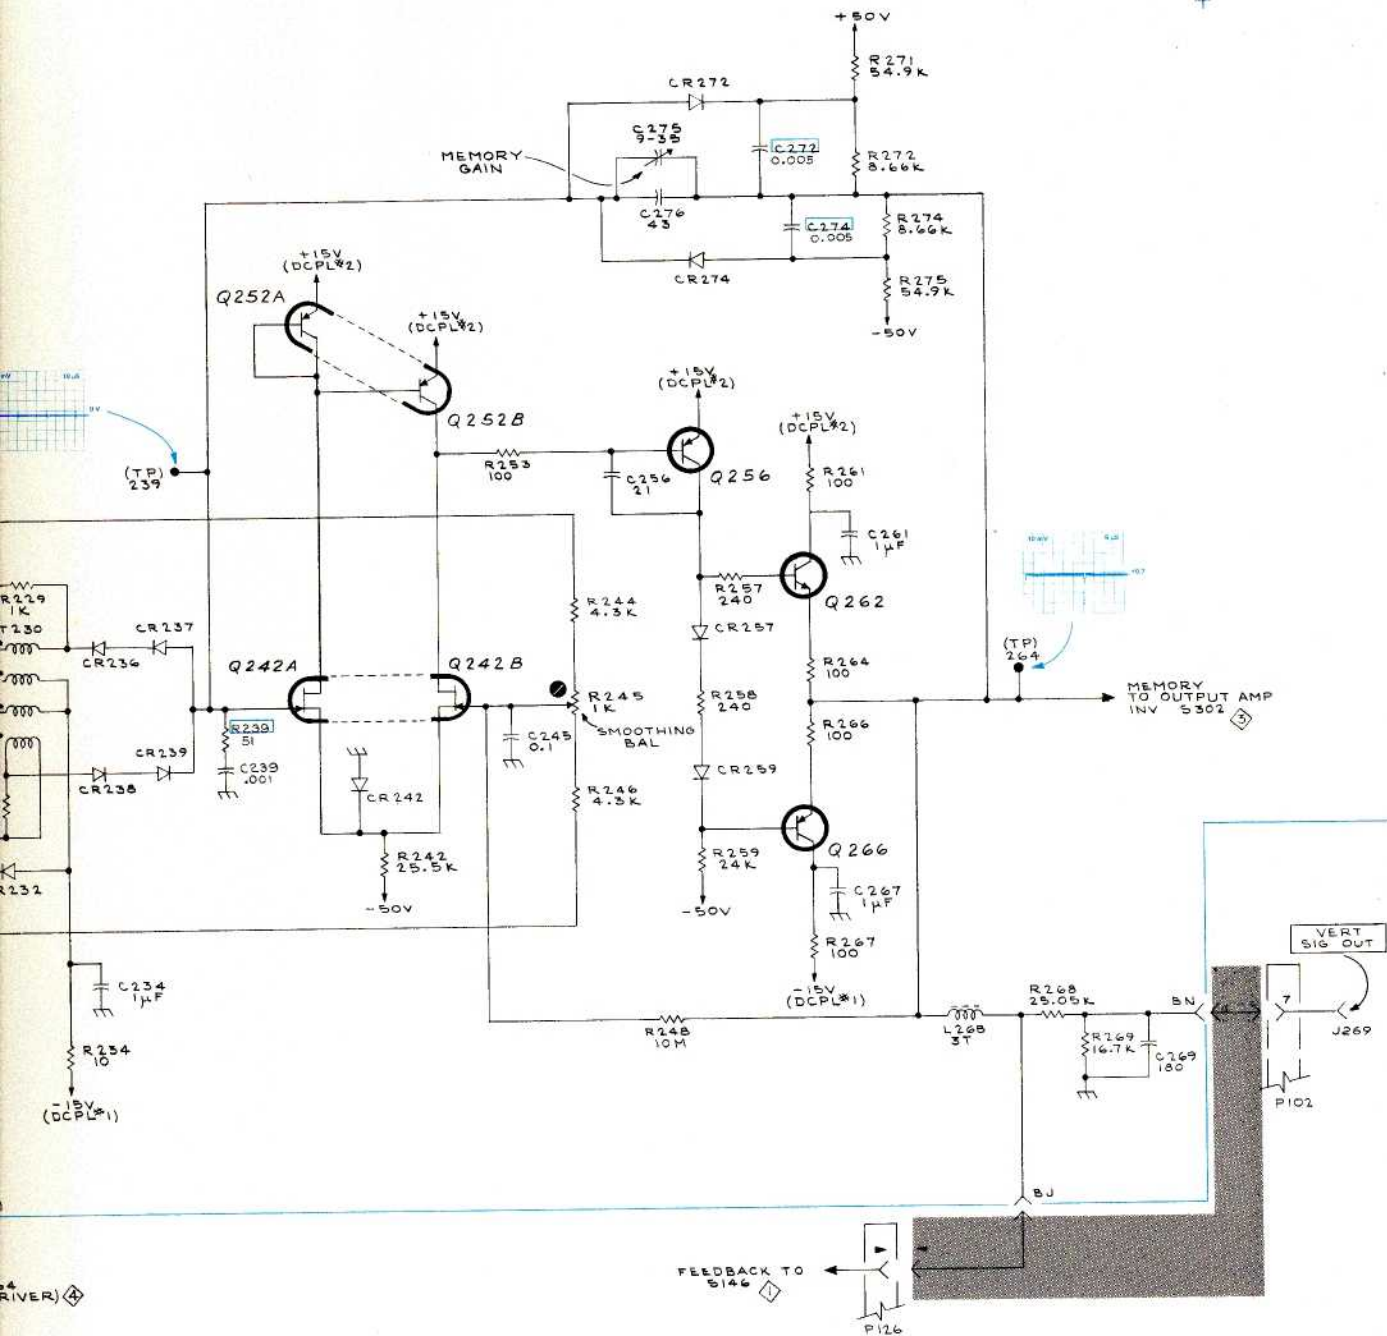 +50V
R271
54.9K
CR272
C275
9-35
MEMORY
GAIN
C272
0.005
R272
8.66K
C276
43
C274
0.005
R274
8.66K
CR274
R275
54.9K
-50V
+15V
(DCPL#2)
Q252A
+15V
(DCPL#2)
Q252B
+15V
(DCPL#2)
Q256
+15V
(DCPL#2)
R261
100
C261
1µF
0V
(TP)
239
R253
100
C256
21
R257
240
Q262
R229
1K
T230
CR236
CR237
Q242A
Q242B
R244
4.3K
CR257
R264
100
(TP)
264
+0.7
R245
1K
SMOOTHING
BAL
R258
240
R266
100
MEMORY
TO OUTPUT AMP
INV S302 3
R239
51
C239
.001
CR238
CR239
CR242
C245
0.1
R246
4.3K
CR259
Q266
R232
R242
25.5K
-50V
R259
24K
-50V
C267
1µF
R267
100
-15V
(DCPL#1)
C234
1µF
R234
10
-15V
(DCPL#1)
R248
10M
L268
3T
R268
25.05K
R269
16.7K
C269
180
BN
7
VERT
SIG OUT
J269
P102
BJ
FEEDBACK TO
S146 1
P126
RIVER) 4